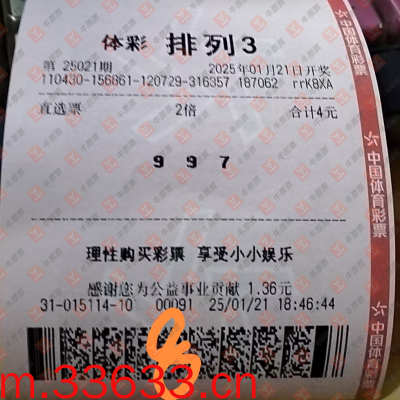 体彩 排列3
第 25021期 2025年01月21日开奖
110430-156861-120729-316357 187062 rrK8XA
直选票 2倍 合计4元
9 9 7
理性购买彩票 享受小小娱乐
感谢您为公益事业贡献 1.36元
31-015114-10 00091 25/01/21 18:46:44
m.33633.cn
中国体育彩票
中国体育彩票
中国体育彩票